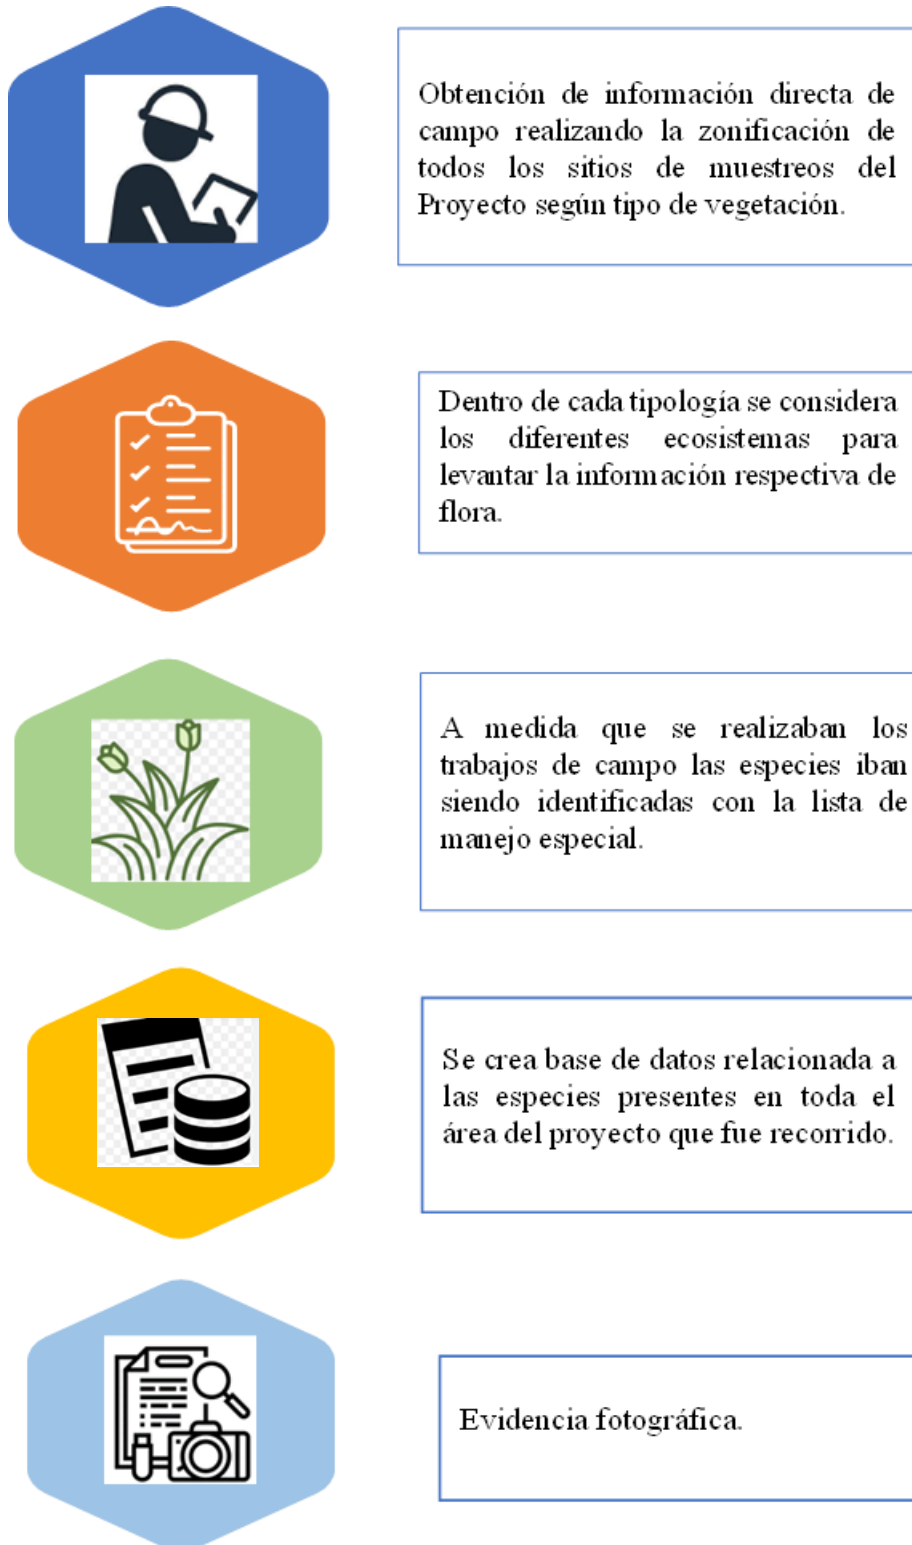 Obtención de información directa de
campo realizando la zonificación de
todos los sitios de muestreos del
Proyecto según tipo de vegetación.
Dentro de cada tipología se considera
los diferentes ecosistemas para
levantar la información respectiva de
flora.
A medida que se realizaban los
trabajos de campo las especies iban
siendo identificadas con la lista de
manejo especial.
Se crea base de datos relacionada a
las especies presentes en toda el
área del proyecto que fue recorrido.
Evidencia fotográfica.